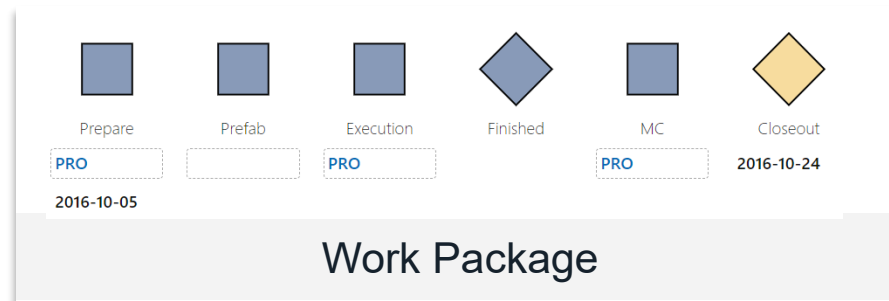 Prepare Prefab Execution Finished MC Closeout
PRO PRO PRO 2016-10-24
2016-10-05
Work Package